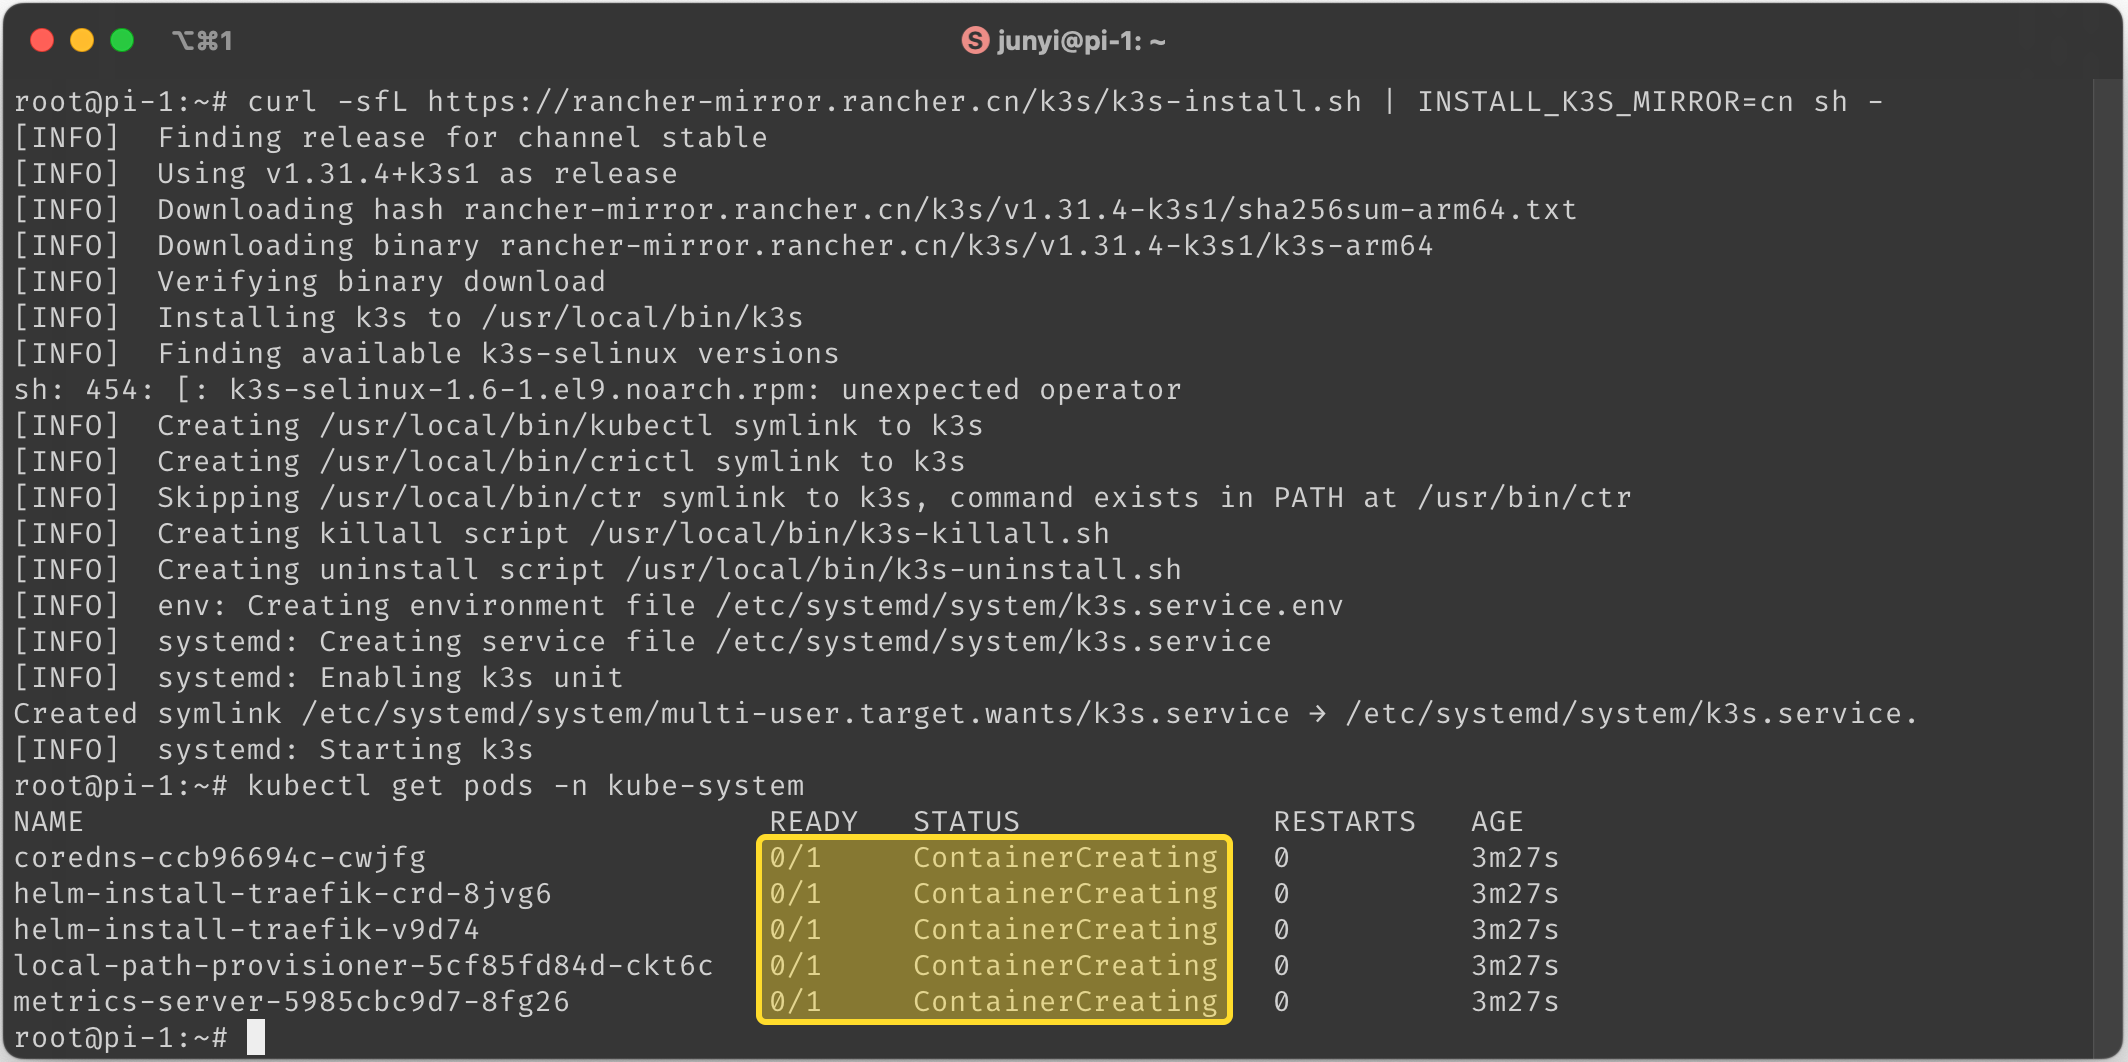 ⌥⌘1
S junyi@pi-1: ~
root@pi-1:~# curl -sfL https://rancher-mirror.rancher.cn/k3s/k3s-install.sh | INSTALL_K3S_MIRROR=cn sh -
[INFO]  Finding release for channel stable
[INFO]  Using v1.31.4+k3s1 as release
[INFO]  Downloading hash rancher-mirror.rancher.cn/k3s/v1.31.4-k3s1/sha256sum-arm64.txt
[INFO]  Downloading binary rancher-mirror.rancher.cn/k3s/v1.31.4-k3s1/k3s-arm64
[INFO]  Verifying binary download
[INFO]  Installing k3s to /usr/local/bin/k3s
[INFO]  Finding available k3s-selinux versions
sh: 454: [: k3s-selinux-1.6-1.el9.noarch.rpm: unexpected operator
[INFO]  Creating /usr/local/bin/kubectl symlink to k3s
[INFO]  Creating /usr/local/bin/crictl symlink to k3s
[INFO]  Skipping /usr/local/bin/ctr symlink to k3s, command exists in PATH at /usr/bin/ctr
[INFO]  Creating killall script /usr/local/bin/k3s-killall.sh
[INFO]  Creating uninstall script /usr/local/bin/k3s-uninstall.sh
[INFO]  env: Creating environment file /etc/systemd/system/k3s.service.env
[INFO]  systemd: Creating service file /etc/systemd/system/k3s.service
[INFO]  systemd: Enabling k3s unit
Created symlink /etc/systemd/system/multi-user.target.wants/k3s.service → /etc/systemd/system/k3s.service.
[INFO]  systemd: Starting k3s
root@pi-1:~# kubectl get pods -n kube-system
NAME                                      READY   STATUS              RESTARTS   AGE
coredns-ccb96694c-cwjfg                   0/1     ContainerCreating   0          3m27s
helm-install-traefik-crd-8jvg6            0/1     ContainerCreating   0          3m27s
helm-install-traefik-v9d74                0/1     ContainerCreating   0          3m27s
local-path-provisioner-5cf85fd84d-ckt6c   0/1     ContainerCreating   0          3m27s
metrics-server-5985cbc9d7-8fg26           0/1     ContainerCreating   0          3m27s
root@pi-1:~#